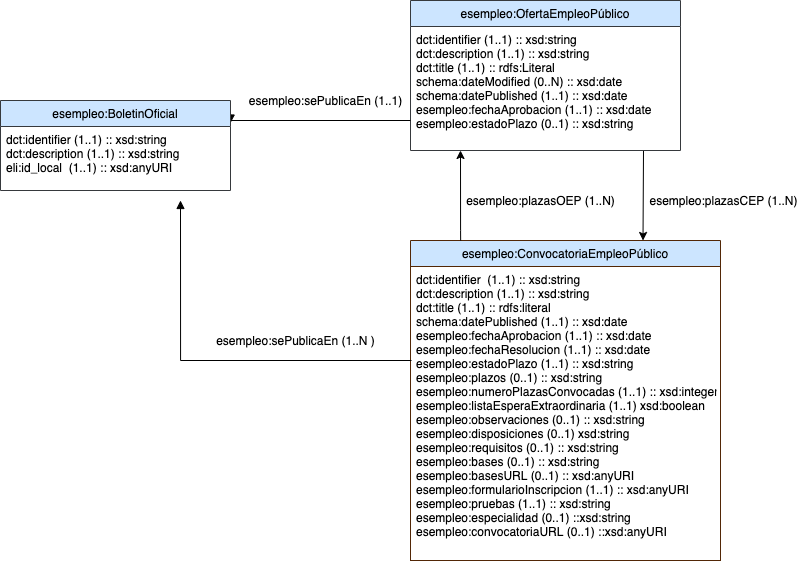 esempleo:OfertaEmpleoPúblico
dct:identifier (1..1) :: xsd:string
dct:description (1..1) :: xsd:string
dct:title (1..1) :: rdfs:Literal
schema:dateModified (0..N) :: xsd:date
schema:datePublished (1..1) :: xsd:date
esempleo:fechaAprobacion (1..1) :: xsd:date
esempleo:estadoPlazo (0..1) :: xsd:string
esempleo:sePublicaEn (1..1)
esempleo:BoletinOficial
dct:identifier (1..1) :: xsd:string
dct:description (1..1) :: xsd:string
eli:id_local  (1..1) :: xsd:anyURI
esempleo:plazasOEP (1..N)
esempleo:plazasCEP (1..N)
esempleo:sePublicaEn (1..N )
esempleo:ConvocatoriaEmpleoPúblico
dct:identifier  (1..1) :: xsd:string
dct:description (1..1) :: xsd:string
dct:title (1..1) :: rdfs:literal
schema:datePublished (1..1) :: xsd:date
esempleo:fechaAprobacion (1..1) :: xsd:date
esempleo:fechaResolucion (1..1) :: xsd:date
esempleo:estadoPlazo (1..1) :: xsd:string
esempleo:plazos (0..1) :: xsd:string
esempleo:numeroPlazasConvocadas (1..1) :: xsd:integer
esempleo:listaEsperaExtraordinaria (1..1) xsd:boolean
esempleo:observaciones (0..1) :: xsd:string
esempleo:disposiciones (0..1) xsd:string
esempleo:requisitos (0..1) :: xsd:string
esempleo:bases (0..1) :: xsd:string
esempleo:basesURL (0..1) :: xsd:anyURI
esempleo:formularioInscripcion (1..1) :: xsd:anyURI
esempleo:pruebas (1..1) :: xsd:string
esempleo:especialidad (0..1) ::xsd:string
esempleo:convocatoriaURL (0..1) ::xsd:anyURI